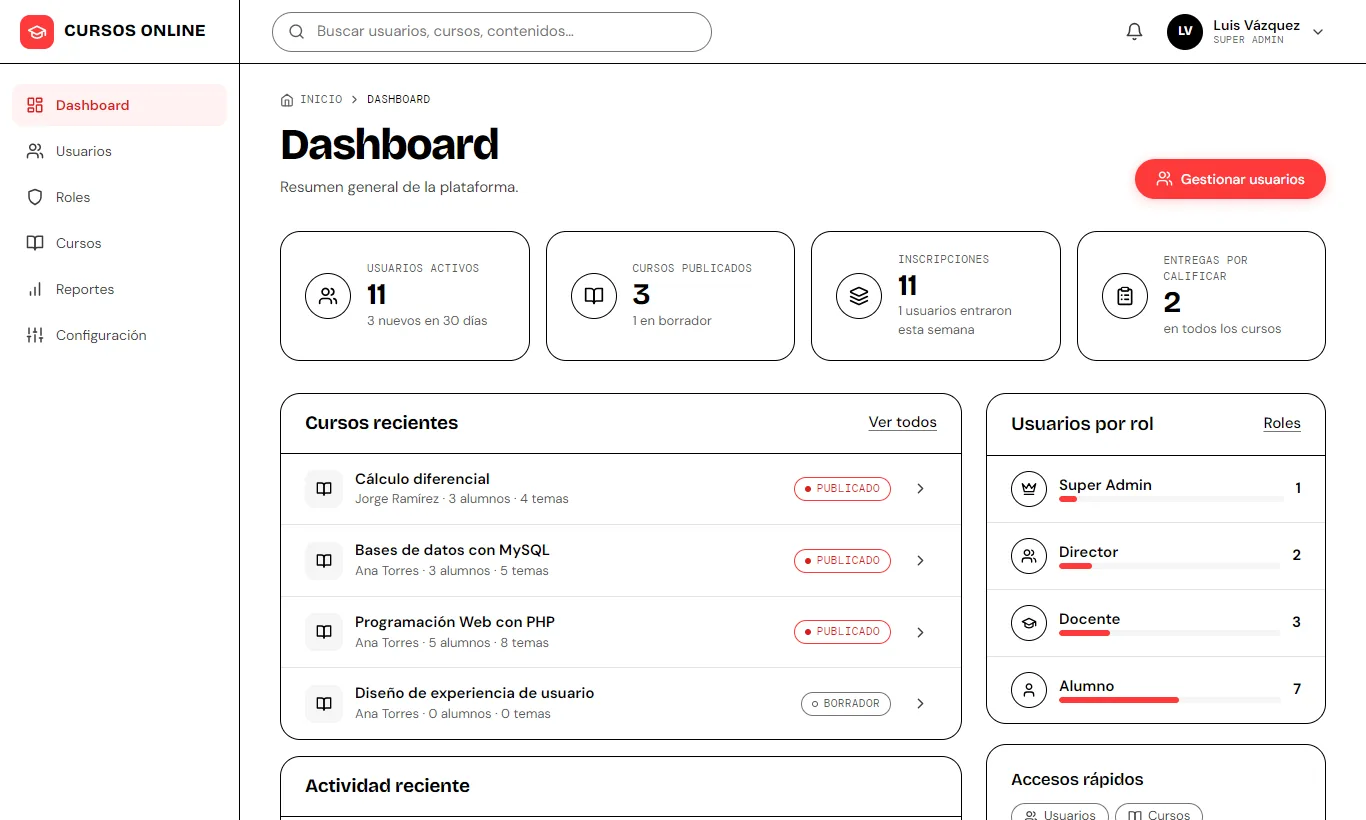 CURSOS ONLINE
Buscar usuarios, cursos, contenidos...
LV
Luis Vázquez
SUPER ADMIN
Dashboard
Usuarios
Roles
Cursos
Reportes
Configuración
INICIO > DASHBOARD
Dashboard
Resumen general de la plataforma.
Gestionar usuarios
USUARIOS ACTIVOS
11
3 nuevos en 30 días
CURSOS PUBLICADOS
3
1 en borrador
INSCRIPCIONES
11
1 usuarios entraron
esta semana
ENTREGAS POR
CALIFICAR
2
en todos los cursos
Cursos recientes
Ver todos
Cálculo diferencial
Jorge Ramírez · 3 alumnos · 4 temas
PUBLICADO
Bases de datos con MySQL
Ana Torres · 3 alumnos · 5 temas
PUBLICADO
Programación Web con PHP
Ana Torres · 5 alumnos · 8 temas
PUBLICADO
Diseño de experiencia de usuario
Ana Torres · 0 alumnos · 0 temas
BORRADOR
Actividad reciente
Usuarios por rol
Roles
Super Admin
1
Director
2
Docente
3
Alumno
7
Accesos rápidos
Usuarios
Cursos